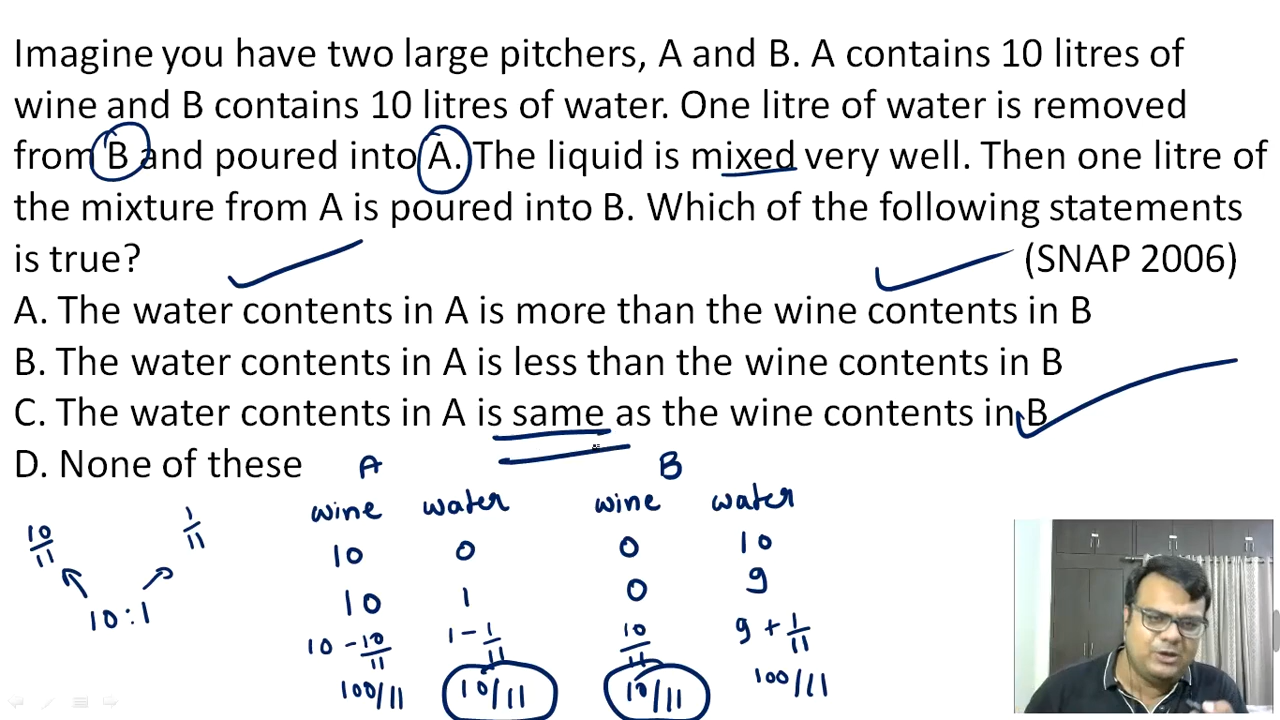 Imagine you have two large pitchers, A and B. A contains 10 litres of
wine and B contains 10 litres of water. One litre of water is removed
from B and poured into A. The liquid is mixed very well. Then one litre of
the mixture from A is poured into B. Which of the following statements
is true? (SNAP 2006)
A. The water contents in A is more than the wine contents in B
B. The water contents in A is less than the wine contents in B
C. The water contents in A is same as the wine contents in B
D. None of these
A B
wine water wine water
10/11 1/11
10 0 0 10
10:1
10 1 0 9
10 - 10/11 1 - 1/11 10/11 9 + 1/11
100/11 10/11 10/11 100/11